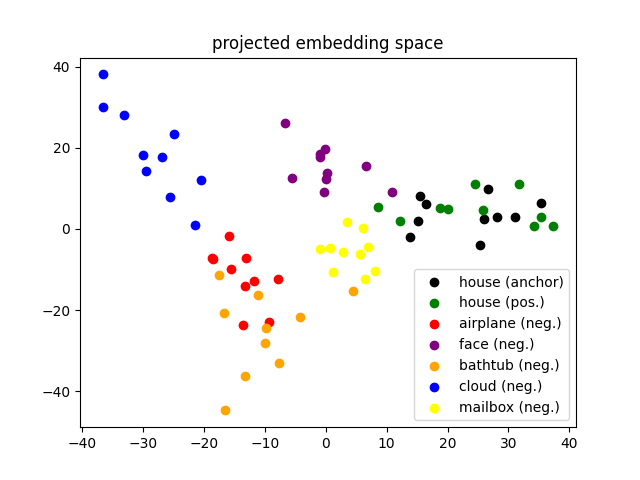 projected embedding space
40
20
0
−20
−40
−40 −30 −20 −10 0 10 20 30 40
house (anchor)
house (pos.)
airplane (neg.)
face (neg.)
bathtub (neg.)
cloud (neg.)
mailbox (neg.)